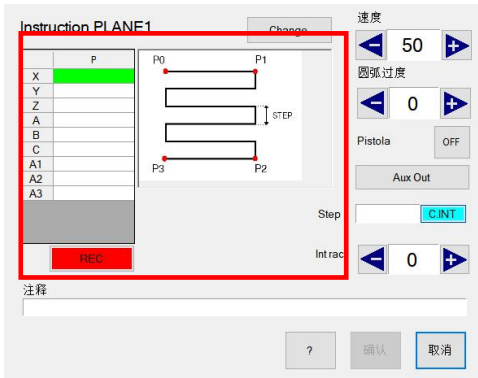 Instruction PLANE1
Change
速度
50
P
X
Y
Z
A
B
C
A1
A2
A3
P0
P1
STEP
P3
P2
圆弧过度
0
Pistola
OFF
Aux Out
Step
C.INT
REC
Int rac
0
注释
?
确认
取消